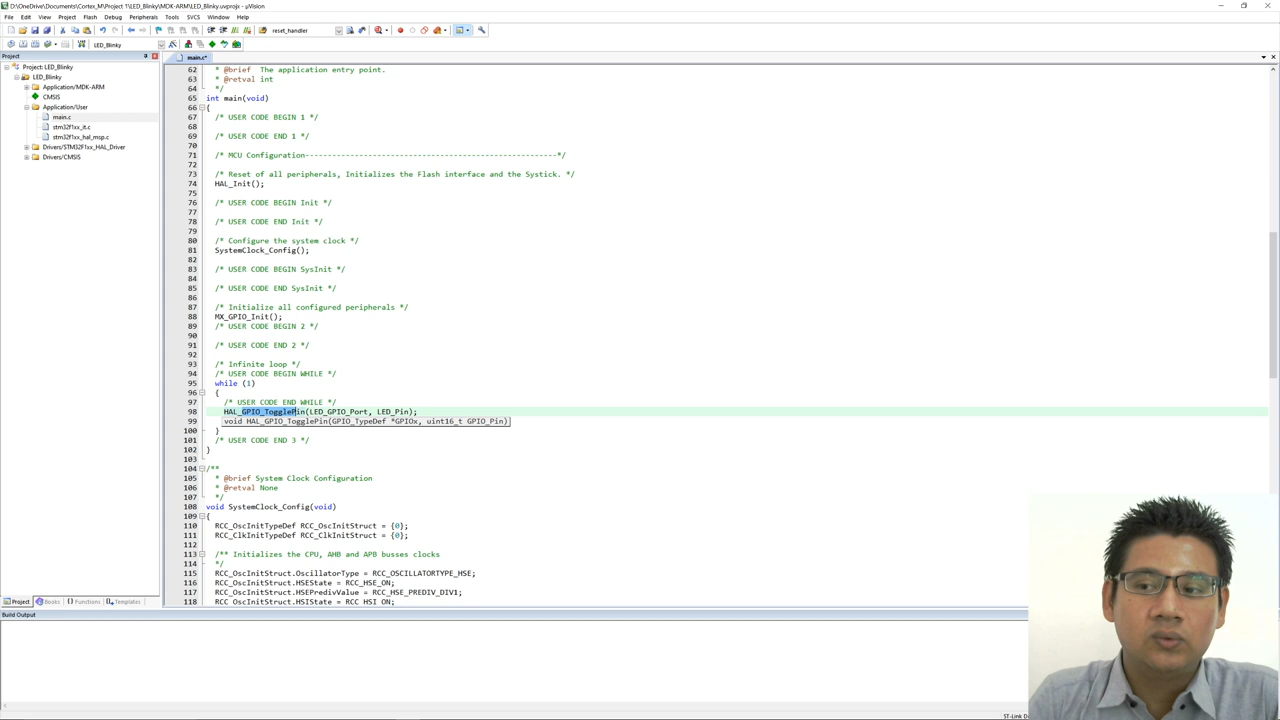 D:\OneDrive\Documents\Cortex_M\Project 1\LED_Blinky\MDK-ARM\LED_Blinky.uvprojx - µVision
File Edit View Project Flash Debug Peripherals Tools SVCS Window Help
reset_handler
LED_Blinky
Project
main.c*
Project: LED_Blinky
LED_Blinky
Application/MDK-ARM
CMSIS
Application/User
main.c
stm32f1xx_it.c
stm32f1xx_hal_msp.c
Drivers/STM32F1xx_HAL_Driver
Drivers/CMSIS
62 * @brief The application entry point.
63 * @retval int
64 */
65 int main(void)
66 {
67 /* USER CODE BEGIN 1 */
68
69 /* USER CODE END 1 */
70
71 /* MCU Configuration--------------------------------------------------------*/
72
73 /* Reset of all peripherals, Initializes the Flash interface and the Systick. */
74 HAL_Init();
75
76 /* USER CODE BEGIN Init */
77
78 /* USER CODE END Init */
79
80 /* Configure the system clock */
81 SystemClock_Config();
82
83 /* USER CODE BEGIN SysInit */
84
85 /* USER CODE END SysInit */
86
87 /* Initialize all configured peripherals */
88 MX_GPIO_Init();
89 /* USER CODE BEGIN 2 */
90
91 /* USER CODE END 2 */
92
93 /* Infinite loop */
94 /* USER CODE BEGIN WHILE */
95 while (1)
96 {
97 /* USER CODE END WHILE */
98 HAL_GPIO_TogglePin(LED_GPIO_Port, LED_Pin);
99 void HAL_GPIO_TogglePin(GPIO_TypeDef *GPIOx, uint16_t GPIO_Pin)
100 }
101 /* USER CODE END 3 */
102 }
103
104 /**
105 * @brief System Clock Configuration
106 * @retval None
107 */
108 void SystemClock_Config(void)
109 {
110 RCC_OscInitTypeDef RCC_OscInitStruct = {0};
111 RCC_ClkInitTypeDef RCC_ClkInitStruct = {0};
112
113 /** Initializes the CPU, AHB and APB busses clocks
114 */
115 RCC_OscInitStruct.OscillatorType = RCC_OSCILLATORTYPE_HSE;
116 RCC_OscInitStruct.HSEState = RCC_HSE_ON;
117 RCC_OscInitStruct.HSEPredivValue = RCC_HSE_PREDIV_DIV1;
118 RCC_OscInitStruct.HSIState = RCC_HSI_ON;
Project Books {} Functions Templates
Build Output
ST-Link D